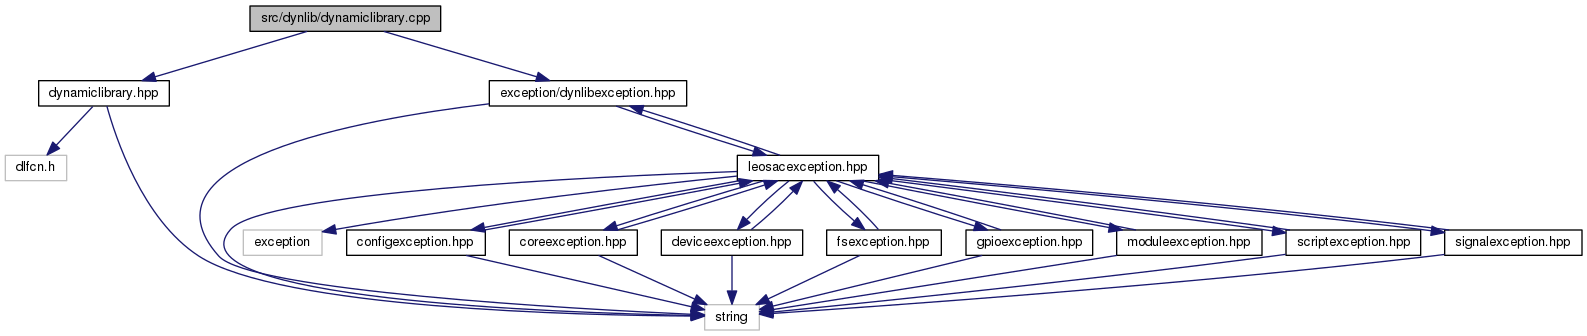 src/dynlib/dynamiclibrary.cpp
dynamiclibrary.hpp
exception/dynlibexception.hpp
dlfcn.h
leosacexception.hpp
exception
configexception.hpp
coreexception.hpp
deviceexception.hpp
fsexception.hpp
gpioexception.hpp
moduleexception.hpp
scriptexception.hpp
signalexception.hpp
string